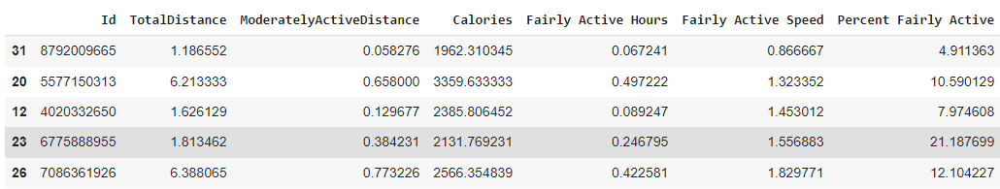 Id TotalDistance ModeratelyActiveDistance Calories Fairly Active Hours Fairly Active Speed Percent Fairly Active
31 8792009665 1.186552 0.058276 1962.310345 0.067241 0.866667 4.911363
20 5577150313 6.213333 0.658000 3359.633333 0.497222 1.323352 10.590129
12 4020332650 1.626129 0.129677 2385.806452 0.089247 1.453012 7.974608
23 6775888955 1.813462 0.384231 2131.769231 0.246795 1.556883 21.187699
26 7086361926 6.388065 0.773226 2566.354839 0.422581 1.829771 12.104227